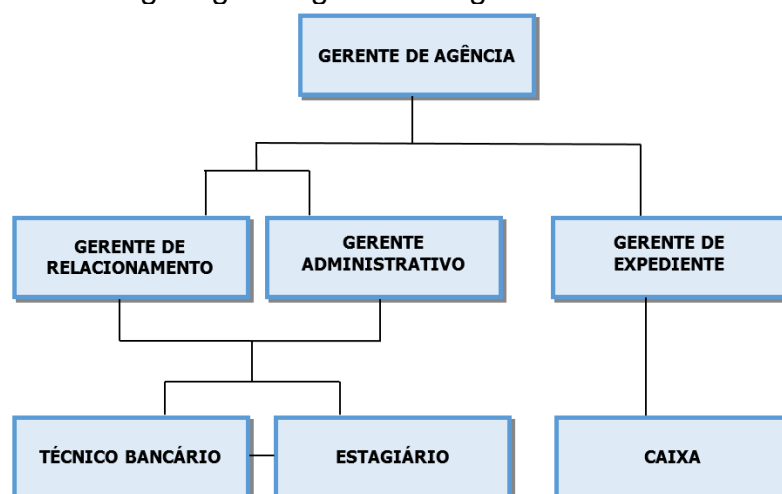 GERENTE DE AGÊNCIA
GERENTE DE
RELACIONAMENTO
GERENTE
ADMINISTRATIVO
GERENTE DE
EXPEDIENTE
TÉCNICO BANCÁRIO
ESTAGIÁRIO
CAIXA